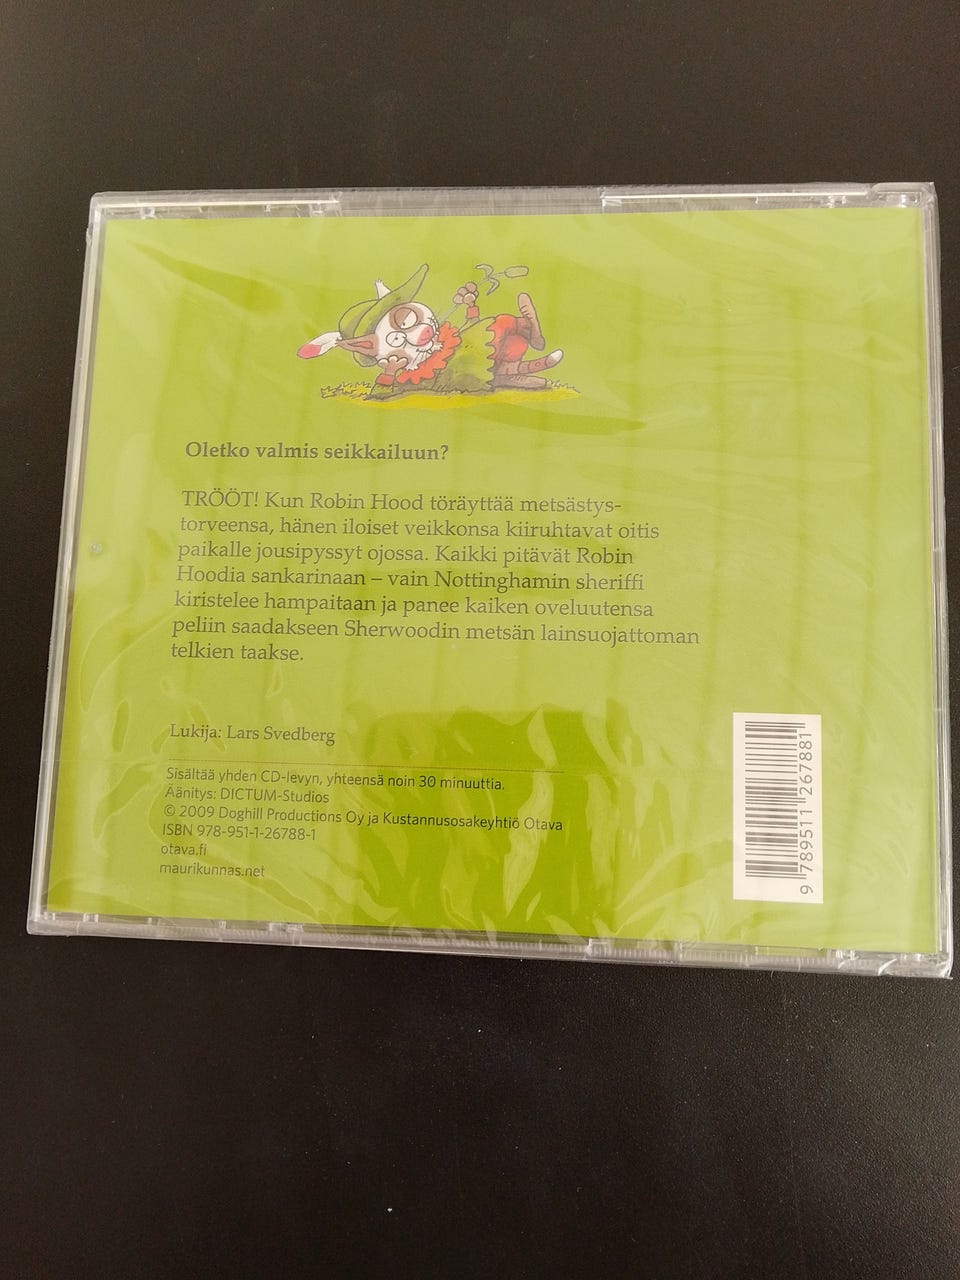 Oletko valmis seikkailuun?
TRÖÖT! Kun Robin Hood töräyttää metsästys-
torveensa, hänen iloiset veikkonsa kiiruhtavat oitis
paikalle jousipyssyt ojossa. Kaikki pitävät Robin
Hoodia sankarinaan – vain Nottinghamin sheriffi
kiristelee hampaitaan ja panee kaiken oveluutensa
peliin saadakseen Sherwoodin metsän lainsuojattoman
telkien taakse.
Lukija: Lars Svedberg
Sisältää yhden CD-levyn, yhteensä noin 30 minuuttia.
Äänitys: DICTUM-Studios
© 2009 Doghill Productions Oy ja Kustannusosakeyhtiö Otava
ISBN 978-951-1-26788-1
otava.fi
maurikunnas.net
9 789511 267881